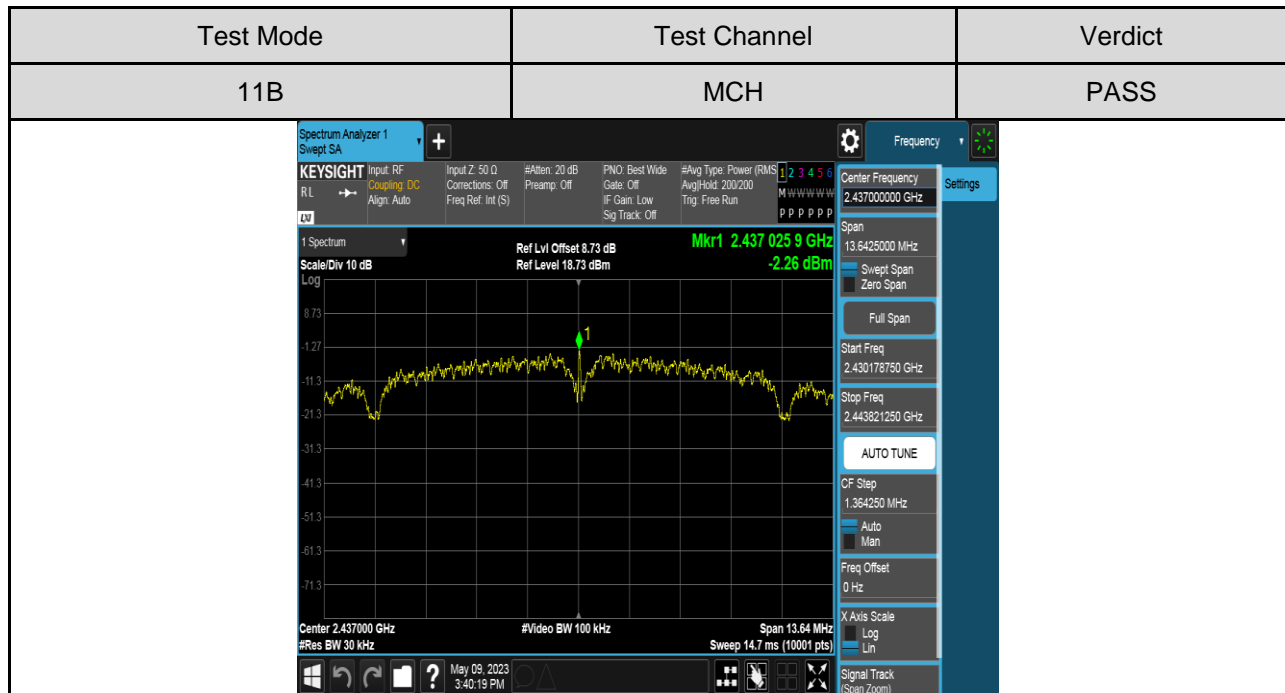 Test Mode Test Channel Verdict
11B MCH PASS
Spectrum Analyzer 1
Swept SA
+
Frequency
KEYSIGHT Input: RF Input Z: 50 Ω #Atten: 20 dB PNO: Best Wide #Avg Type: Power (RMS 1 2 3 4 5 6
R L Coupling: DC Corrections: Off Preamp: Off Gate: Off Avg|Hold: 200/200 M W W W W W
Align: Auto Freq Ref: Int (S) IF Gain: Low Trig: Free Run
LXI Sig Track: Off P P P P P P
1 Spectrum Ref Lvl Offset 8.73 dB Mkr1 2.437 025 9 GHz
Scale/Div 10 dB Ref Level 18.73 dBm -2.26 dBm
Log
8.73
1
-1.27
-11.3
-21.3
-31.3
-41.3
-51.3
-61.3
-71.3
Center 2.437000 GHz #Video BW 100 kHz Span 13.64 MHz
#Res BW 30 kHz Sweep 14.7 ms (10001 pts)
? May 09, 2023
3:40:19 PM
Center Frequency
2.437000000 GHz
Settings
Span
13.6425000 MHz
Swept Span
Zero Span
Full Span
Start Freq
2.430178750 GHz
Stop Freq
2.443821250 GHz
AUTO TUNE
CF Step
1.364250 MHz
Auto
Man
Freq Offset
0 Hz
X Axis Scale
Log
Lin
Signal Track
(Span Zoom)